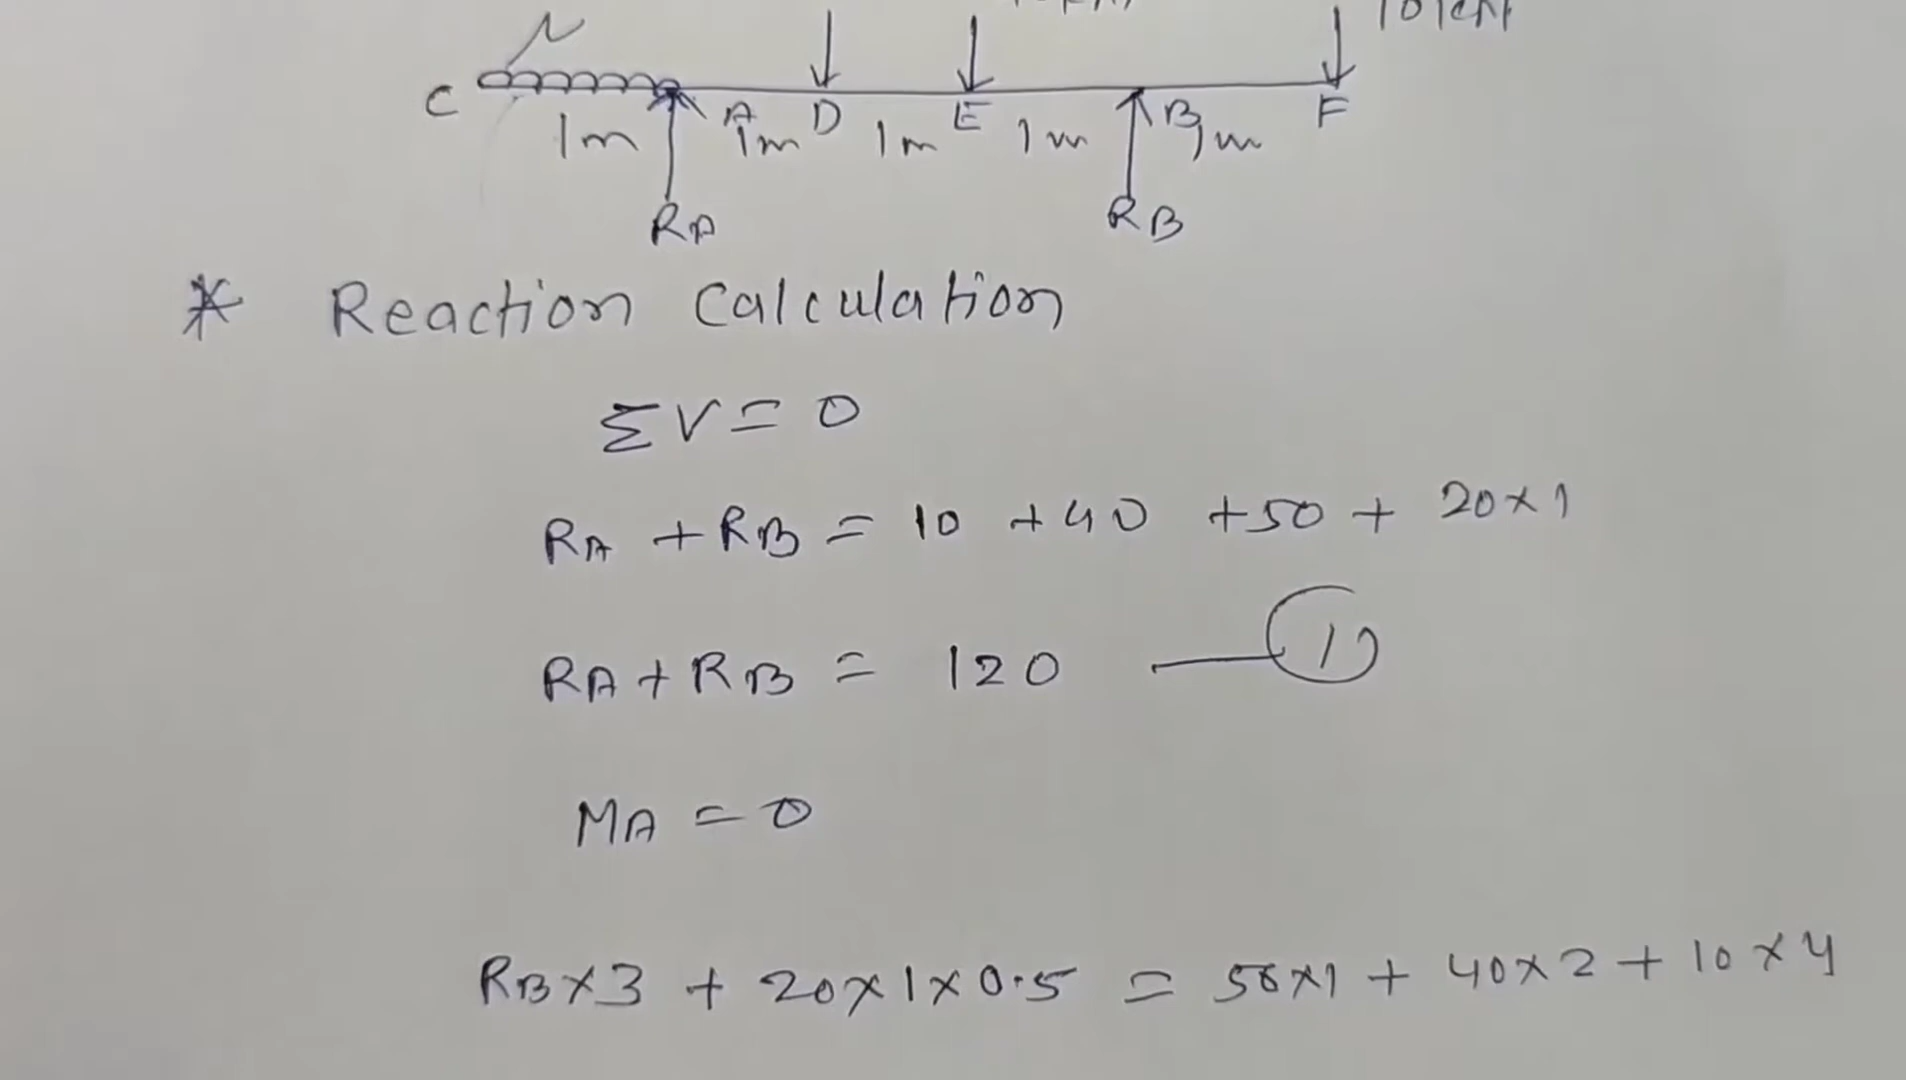 10kN
C A D E B F
1m 1m 1m 1m 1m
RA RB
* Reaction Calculation
ΣV = 0
RA + RB = 10 + 40 + 50 + 20×1
RA + RB = 120 — 1
MA = 0
RB×3 + 20×1×0.5 = 50×1 + 40×2 + 10×4